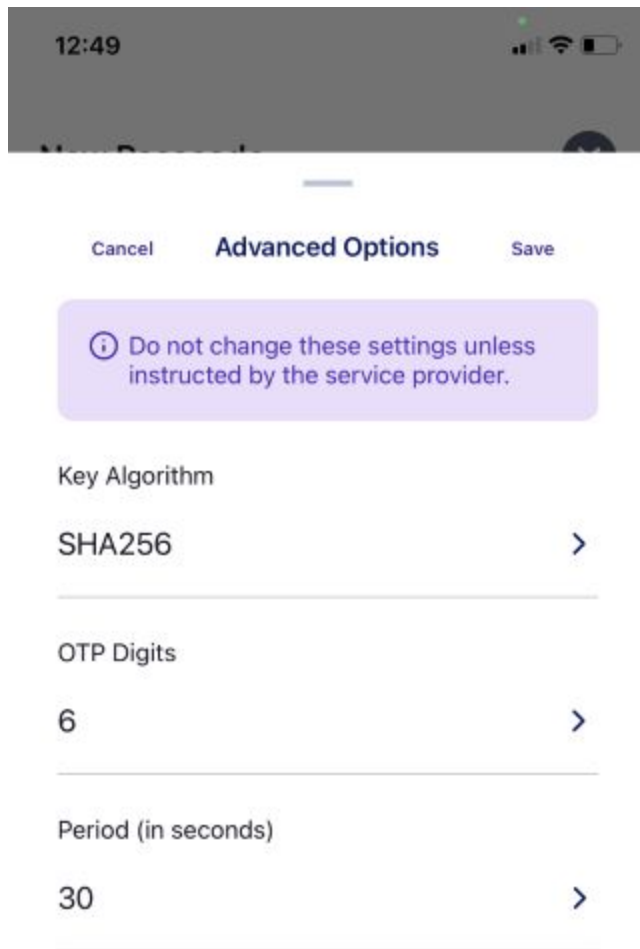 12:49
Cancel
Advanced Options
Save
Do not change these settings unless
instructed by the service provider.
Key Algorithm
SHA256
OTP Digits
6
Period (in seconds)
30